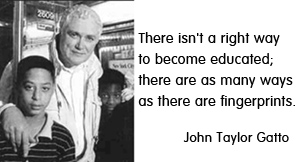 There isn't a right way
to become educated;
there are as many ways
as there are fingerprints.
John Taylor Gatto